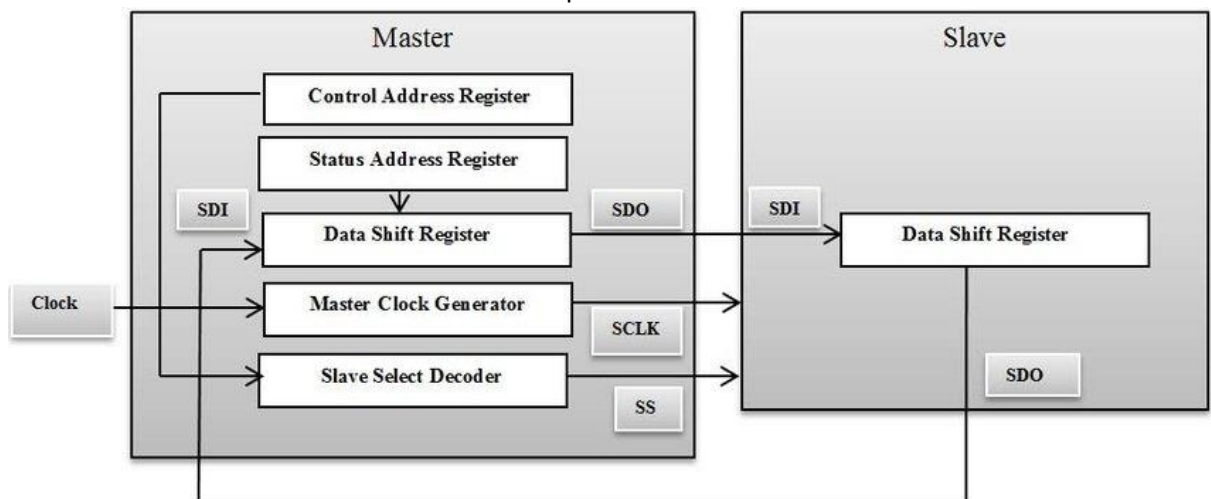 Master
Slave
Control Address Register
Status Address Register
SDI
SDO
SDI
Data Shift Register
Data Shift Register
Clock
Master Clock Generator
SCLK
Slave Select Decoder
SDO
SS